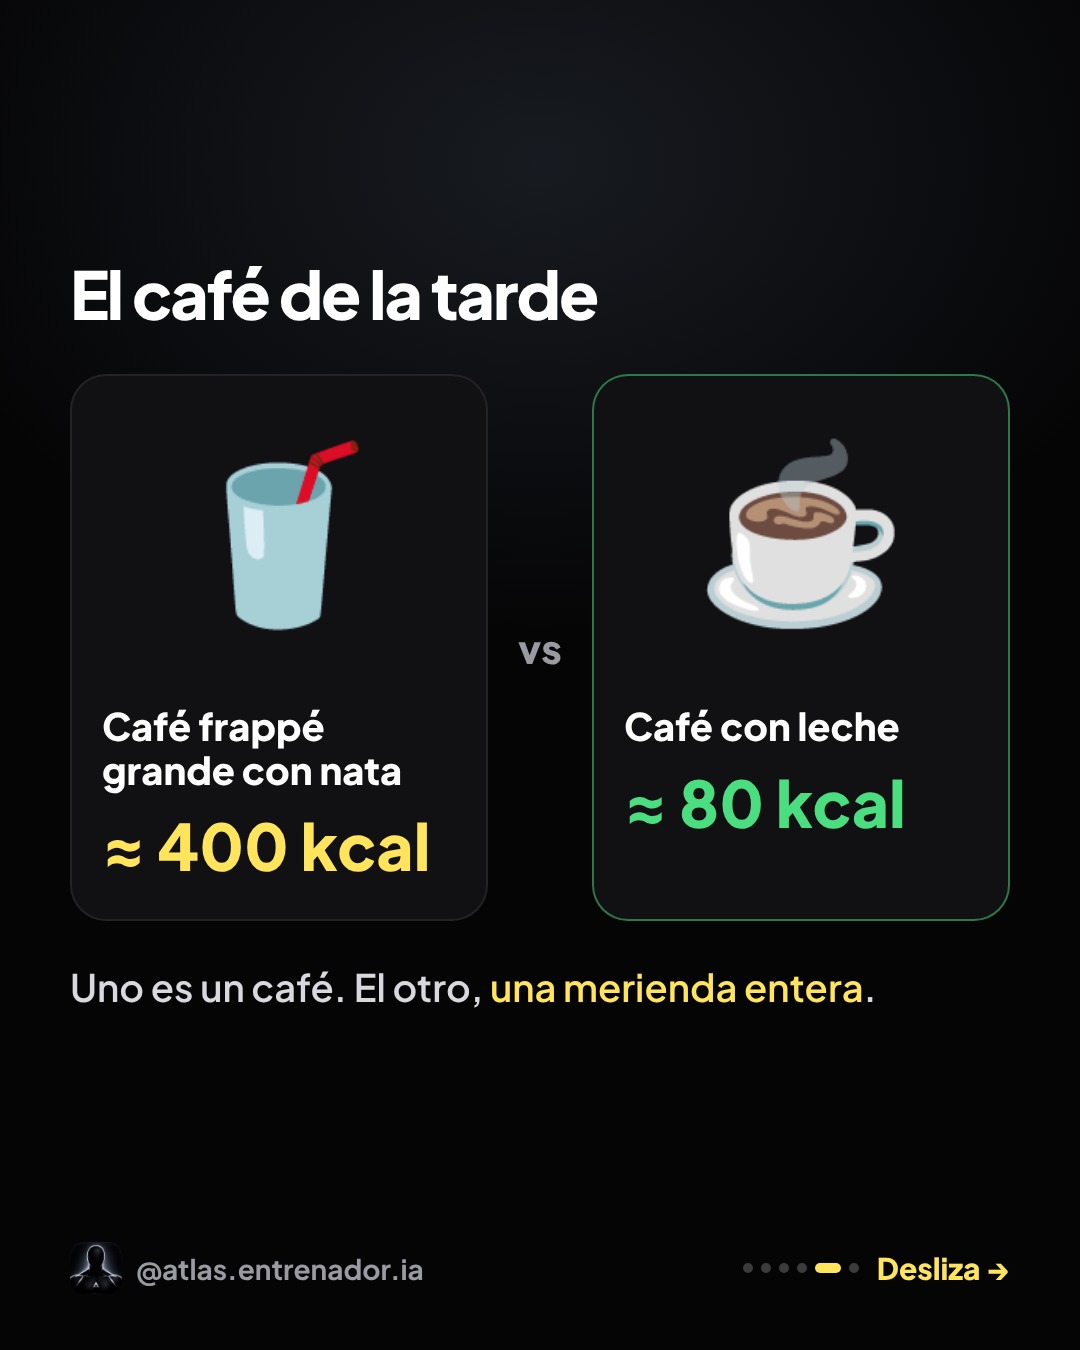 El café de la tarde
Café frappé
grande con nata
≈ 400 kcal
vs
Café con leche
≈ 80 kcal
Uno es un café. El otro, una merienda entera.
@atlas.entrenador.ia
Desliza →